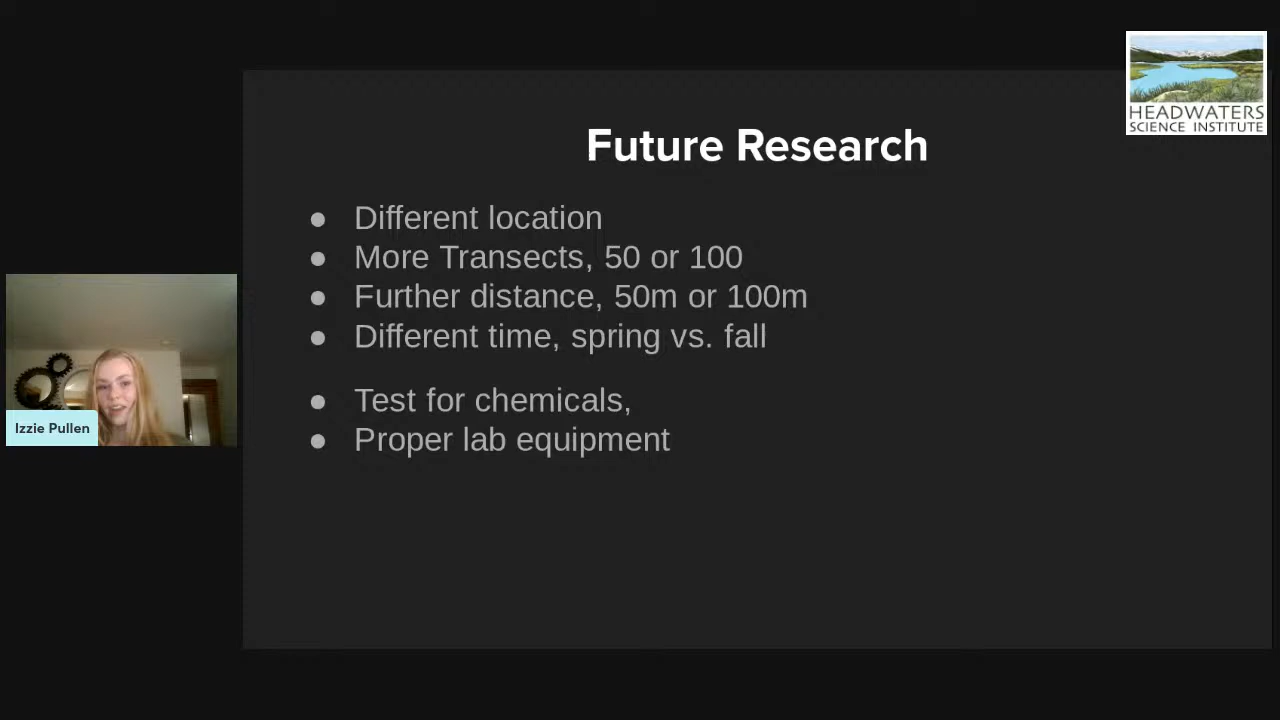 HEADWATERS
SCIENCE INSTITUTE
Future Research
● Different location
● More Transects, 50 or 100
● Further distance, 50m or 100m
● Different time, spring vs. fall
● Test for chemicals,
● Proper lab equipment
Izzie Pullen